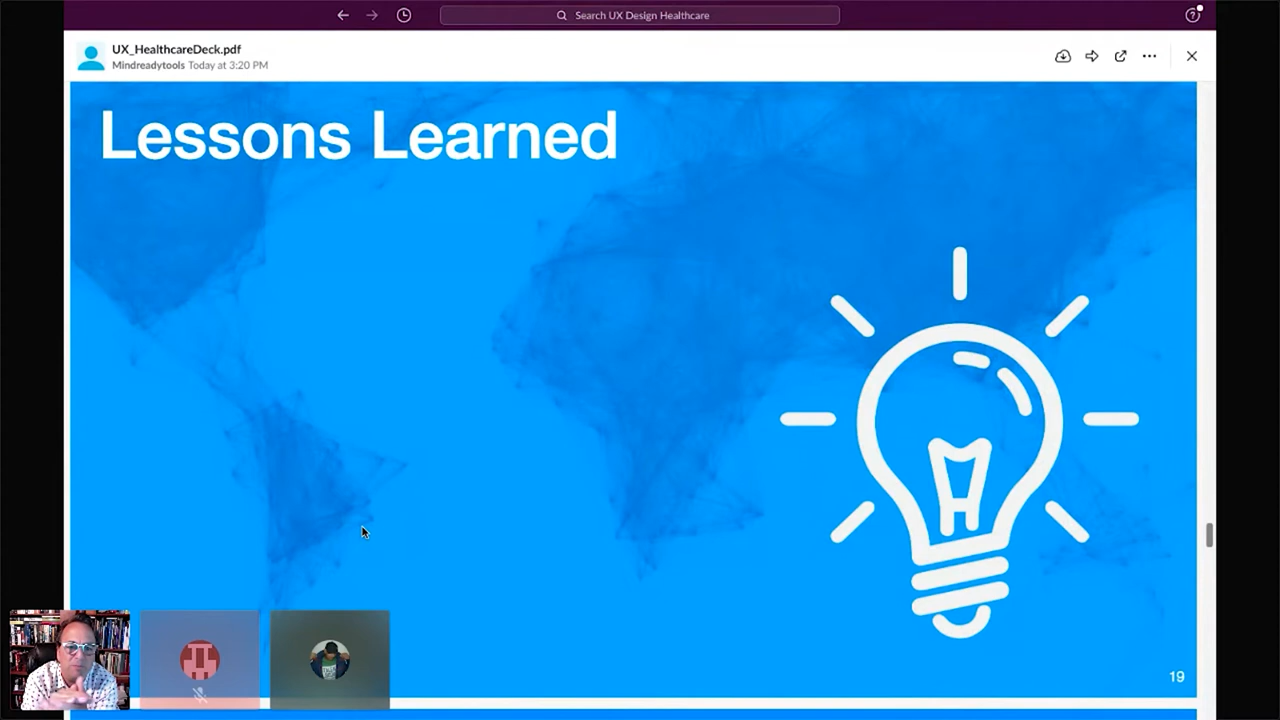 Search UX Design Healthcare
UX_HealthcareDeck.pdf
Mindreadytools Today at 3:20 PM
Lessons Learned
19